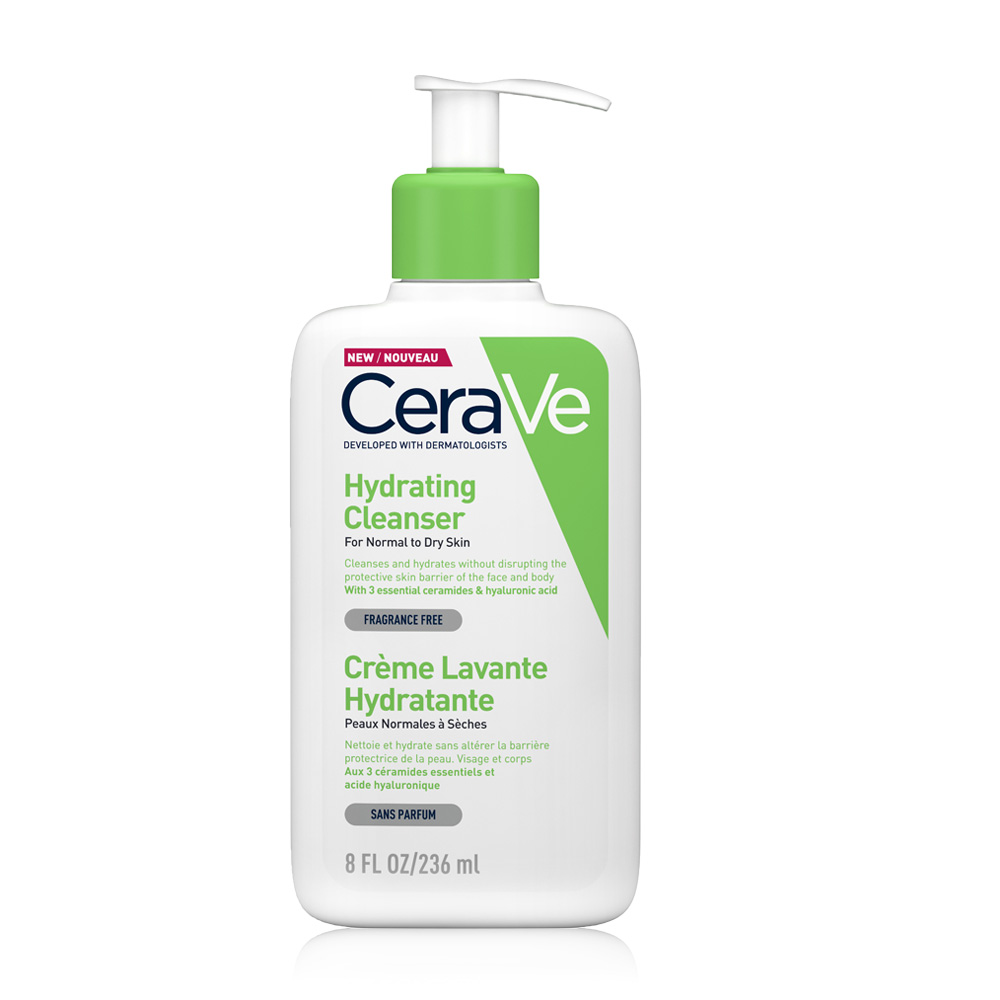 NEW / NOUVEAU
CeraVe
DEVELOPED WITH DERMATOLOGISTS
Hydrating
Cleanser
For Normal to Dry Skin
Cleanses and hydrates without disrupting the
protective skin barrier of the face and body
With 3 essential ceramides & hyaluronic acid
FRAGRANCE FREE
Crème Lavante
Hydratante
Peaux Normales à Sèches
Nettoie et hydrate sans altérer la barrière
protectrice de la peau. Visage et corps
Aux 3 céramides essentiels et
acide hyaluronique
SANS PARFUM
8 FL OZ/236 ml